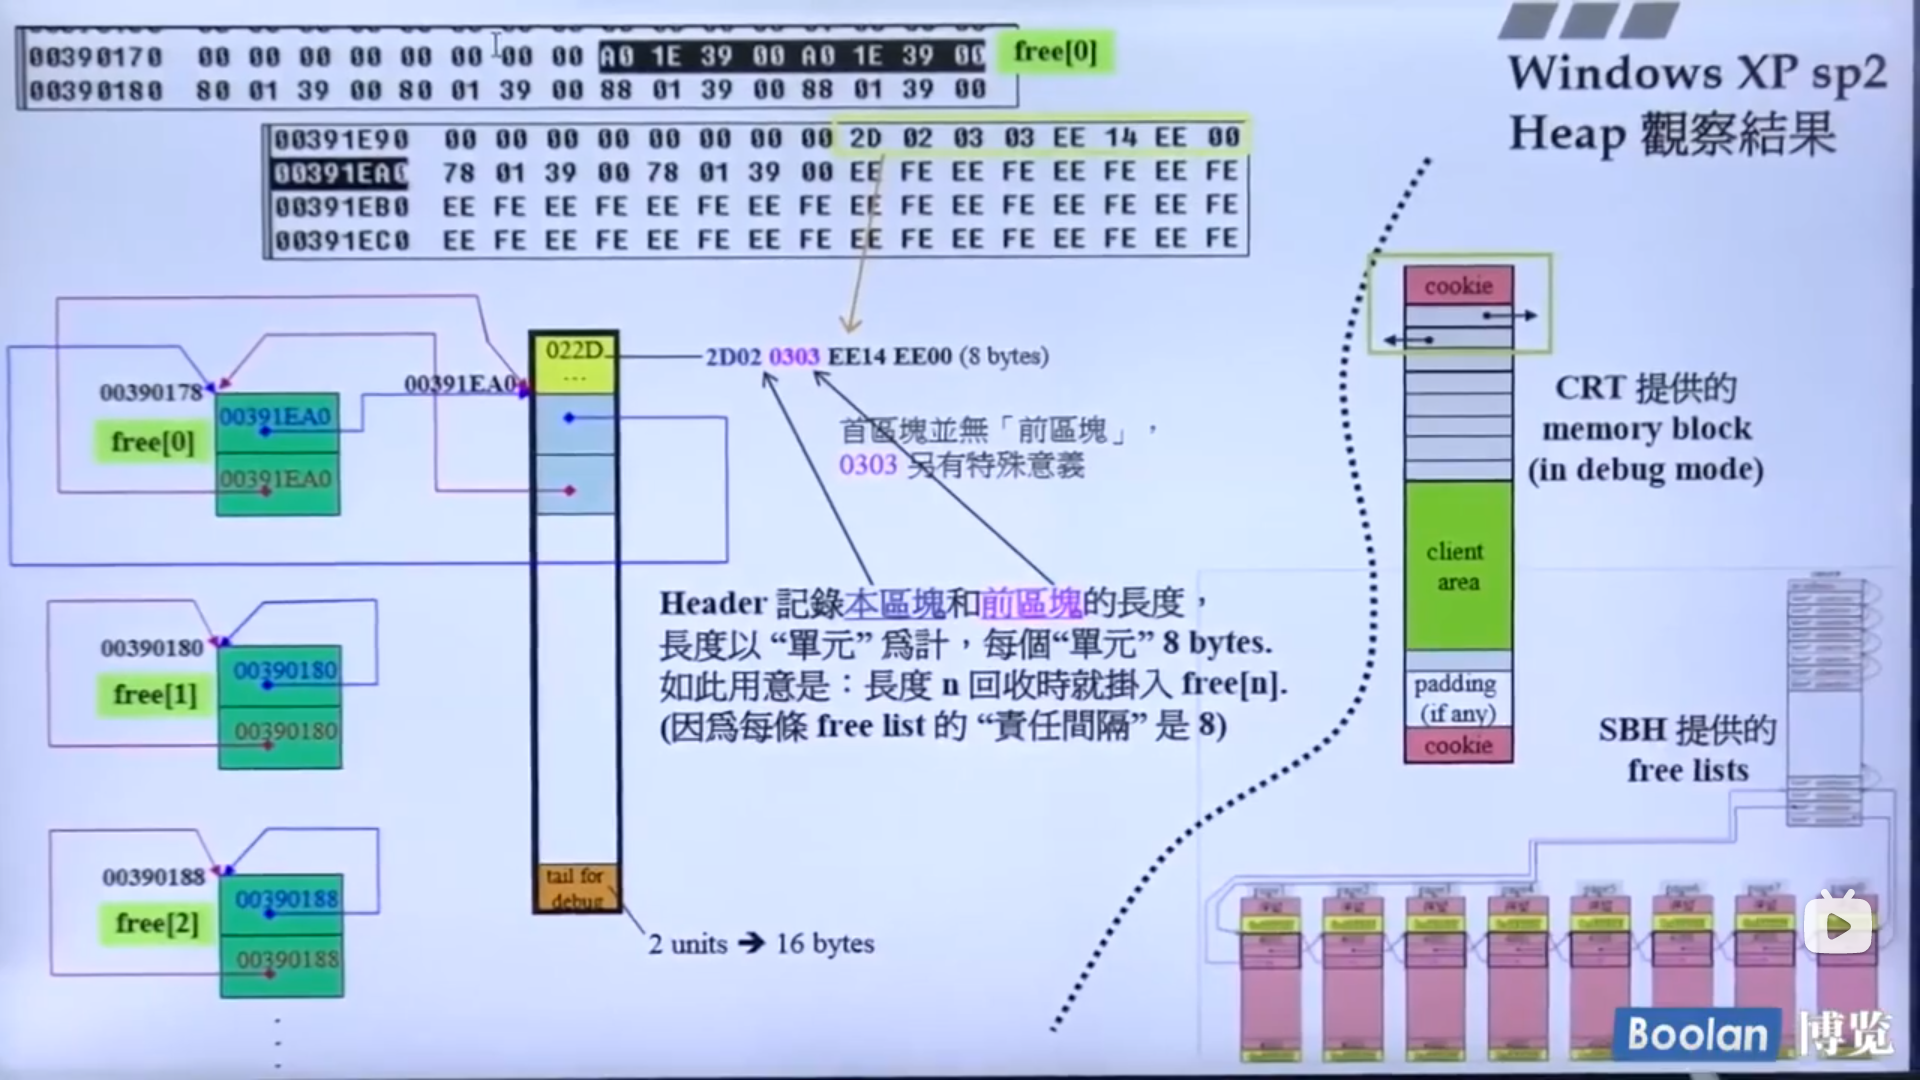 00390170 00 00 00 00 00 00 00 00 A0 1E 39 00 A0 1E 39 00
free[0]
00390180 80 01 39 00 80 01 39 00 88 01 39 00 88 01 39 00
Windows XP sp2
Heap 觀察結果
00391E90 00 00 00 00 00 00 00 00 2D 02 03 03 EE 14 EE 00
00391EA0 78 01 39 00 78 01 39 00 EE FE EE FE EE FE EE FE
00391EB0 EE FE EE FE EE FE EE FE EE FE EE FE EE FE EE FE
00391EC0 EE FE EE FE EE FE EE FE EE FE EE FE EE FE EE FE
00390178
free[0]
00391EA0
00391EA0
00391EA0
022D
...
2D02 0303 EE14 EE00 (8 bytes)
首區塊並無「前區塊」，
0303 另有特殊意義
Header 記錄本區塊和前區塊的長度，
長度以 “單元” 爲計，每個“單元” 8 bytes.
如此用意是：長度 n 回收時就掛入 free[n].
(因爲每條 free list 的 “責任間隔” 是 8)
00390180
free[1]
00390180
00390180
00390188
free[2]
00390188
00390188
tail for
debug
2 units ➔ 16 bytes
cookie
client
area
padding
(if any)
cookie
CRT 提供的
memory block
(in debug mode)
SBH 提供的
free lists
Boolan 博览